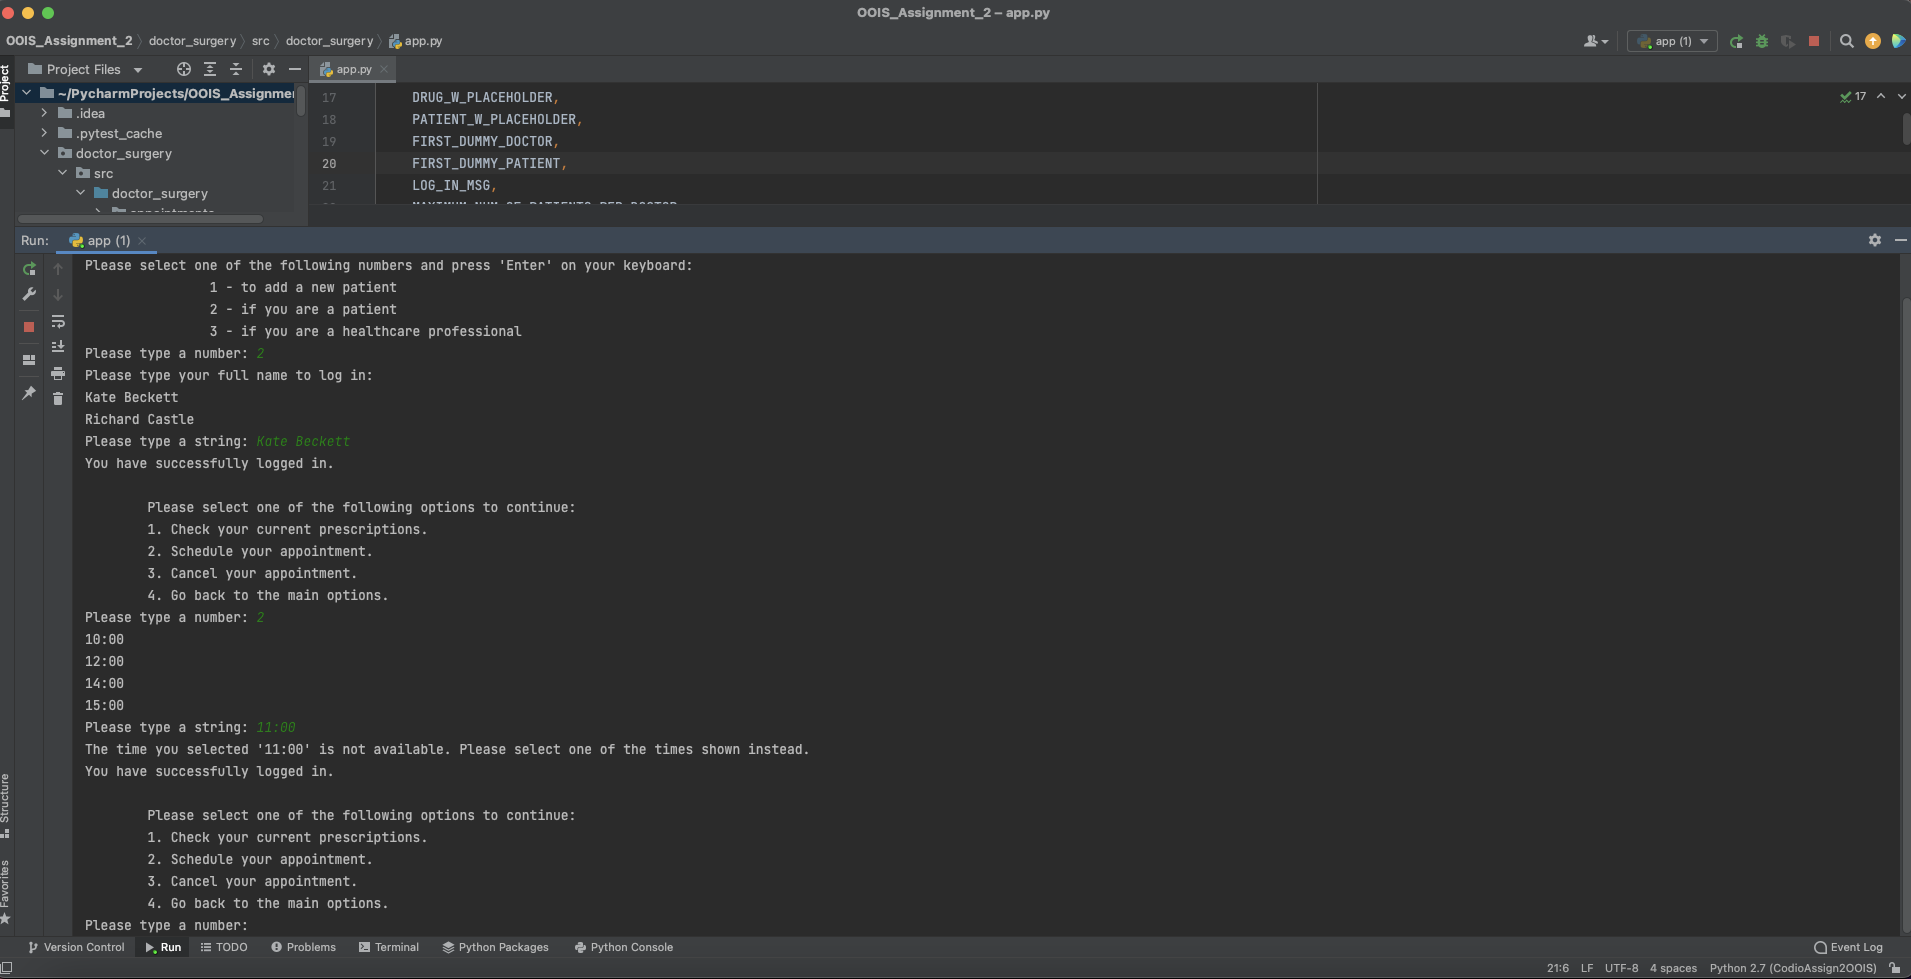 OOIS_Assignment_2 – app.py
OOIS_Assignment_2 doctor_surgery src doctor_surgery app.py
app (1)
Project
Project Files
app.py
~/PycharmProjects/OOIS_Assignmen
.idea
.pytest_cache
doctor_surgery
src
doctor_surgery
appointments
17 DRUG_W_PLACEHOLDER,
18 PATIENT_W_PLACEHOLDER,
19 FIRST_DUMMY_DOCTOR,
20 FIRST_DUMMY_PATIENT,
21 LOG_IN_MSG,
MAXIMUM_NUM_OF_PATIENTS_PER_DOCTOR
17
Run: app (1)
Please select one of the following numbers and press 'Enter' on your keyboard:
1 - to add a new patient
2 - if you are a patient
3 - if you are a healthcare professional
Please type a number: 2
Please type your full name to log in:
Kate Beckett
Richard Castle
Please type a string: Kate Beckett
You have successfully logged in.
Please select one of the following options to continue:
1. Check your current prescriptions.
2. Schedule your appointment.
3. Cancel your appointment.
4. Go back to the main options.
Please type a number: 2
10:00
12:00
14:00
15:00
Please type a string: 11:00
The time you selected '11:00' is not available. Please select one of the times shown instead.
You have successfully logged in.
Please select one of the following options to continue:
1. Check your current prescriptions.
2. Schedule your appointment.
3. Cancel your appointment.
4. Go back to the main options.
Please type a number:
Structure
Favorites
Version Control Run TODO Problems Terminal Python Packages Python Console Event Log
21:6 LF UTF-8 4 spaces Python 2.7 (CodioAssign2OOIS)